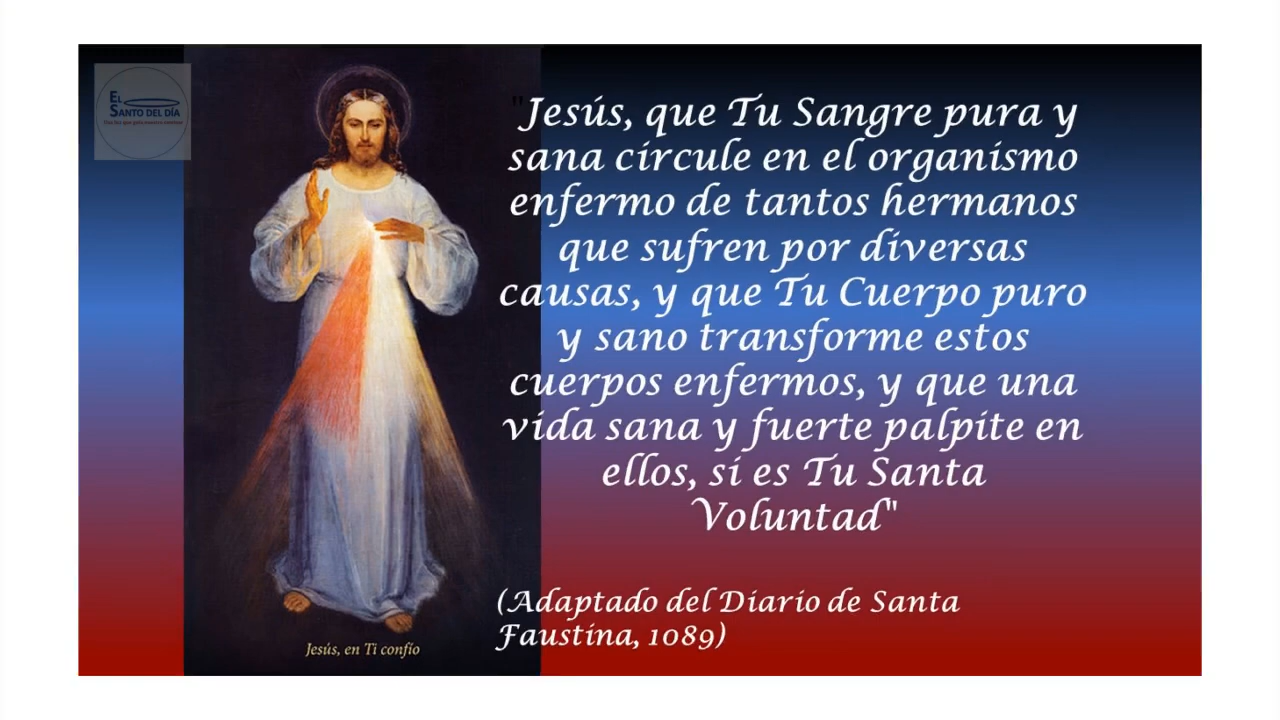 EL
SANTO DEL DÍA
"Jesús, que Tu Sangre pura y
sana circule en el organismo
enfermo de tantos hermanos
que sufren por diversas
causas, y que Tu Cuerpo puro
y sano transforme estos
cuerpos enfermos, y que una
vida sana y fuerte palpite en
ellos, si es Tu Santa
Voluntad"
(Adaptado del Diario de Santa
Faustina, 1089)
Jesús, en Ti confío